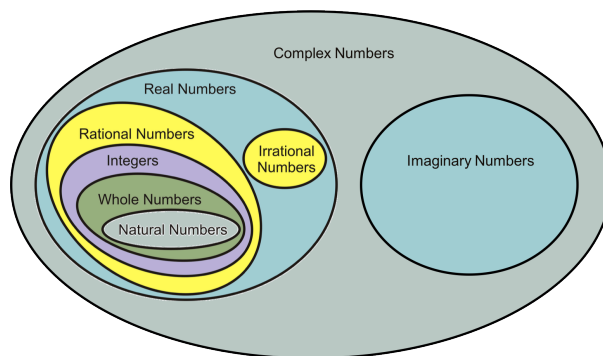 Complex Numbers
Real Numbers
Rational Numbers
Irrational
Numbers
Integers
Imaginary Numbers
Whole Numbers
Natural Numbers